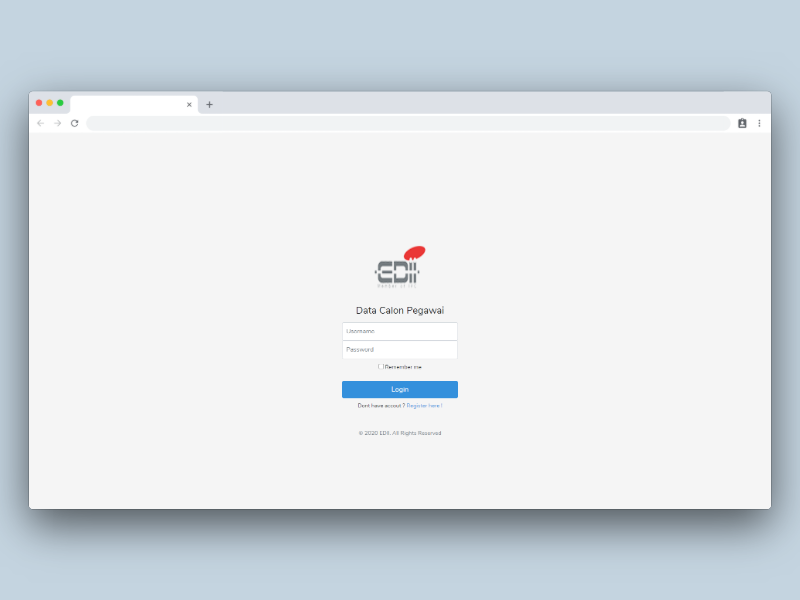 EDII
Data Calon Pegawai
Username
Password
Remember me
Login
Dont have accout ? Register here !
© 2020 EDII. All Rights Reserved